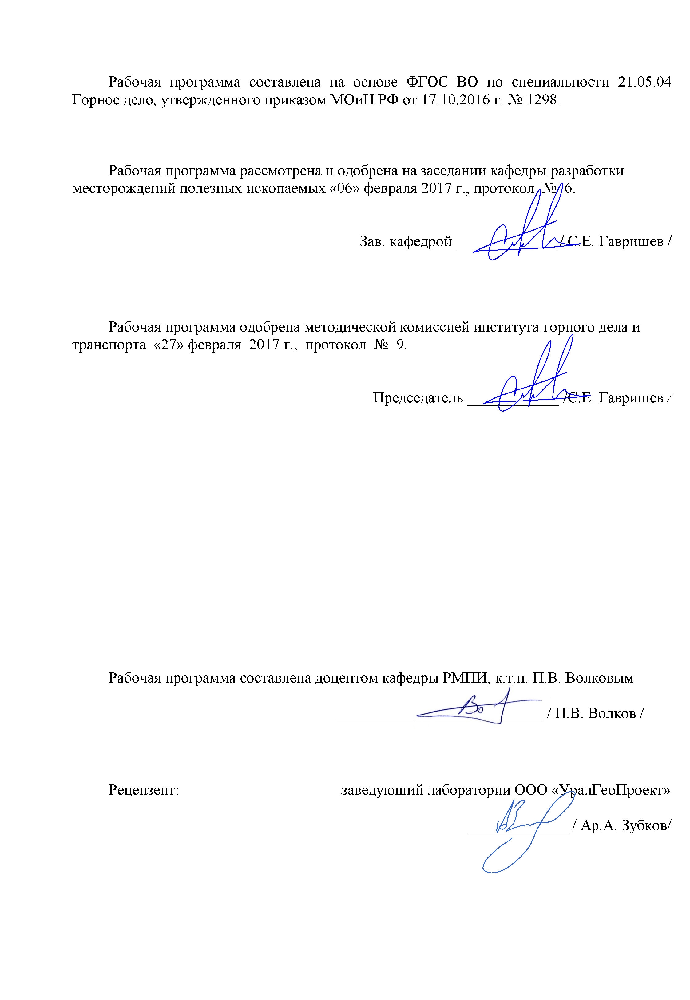 Рабочая программа составлена на основе ФГОС ВО по специальности 21.05.04
Горное дело, утвержденного приказом МОиН РФ от 17.10.2016 г. № 1298.
Рабочая программа рассмотрена и одобрена на заседании кафедры разработки
месторождений полезных ископаемых «06» февраля 2017 г., протокол № 6.
Зав. кафедрой _____________ / С.Е. Гавришев /
Рабочая программа одобрена методической комиссией института горного дела и
транспорта «27» февраля 2017 г., протокол № 9.
Председатель ____________ /С.Е. Гавришев /
Рабочая программа составлена доцентом кафедры РМПИ, к.т.н. П.В. Волковым
___________________________ / П.В. Волков /
Рецензент: заведующий лаборатории ООО «УралГеоПроект»
_____________ / Ар.А. Зубков/